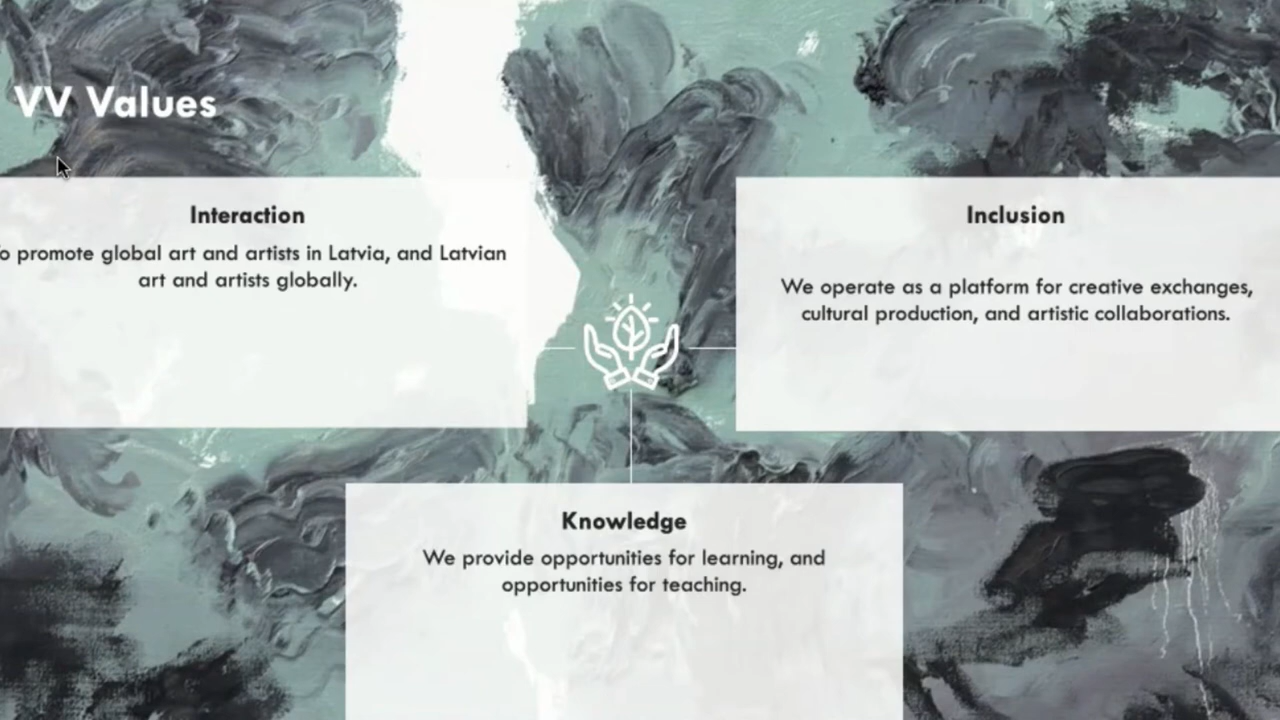 VV Values
Interaction
To promote global art and artists in Latvia, and Latvian
art and artists globally.
Inclusion
We operate as a platform for creative exchanges,
cultural production, and artistic collaborations.
Knowledge
We provide opportunities for learning, and
opportunities for teaching.